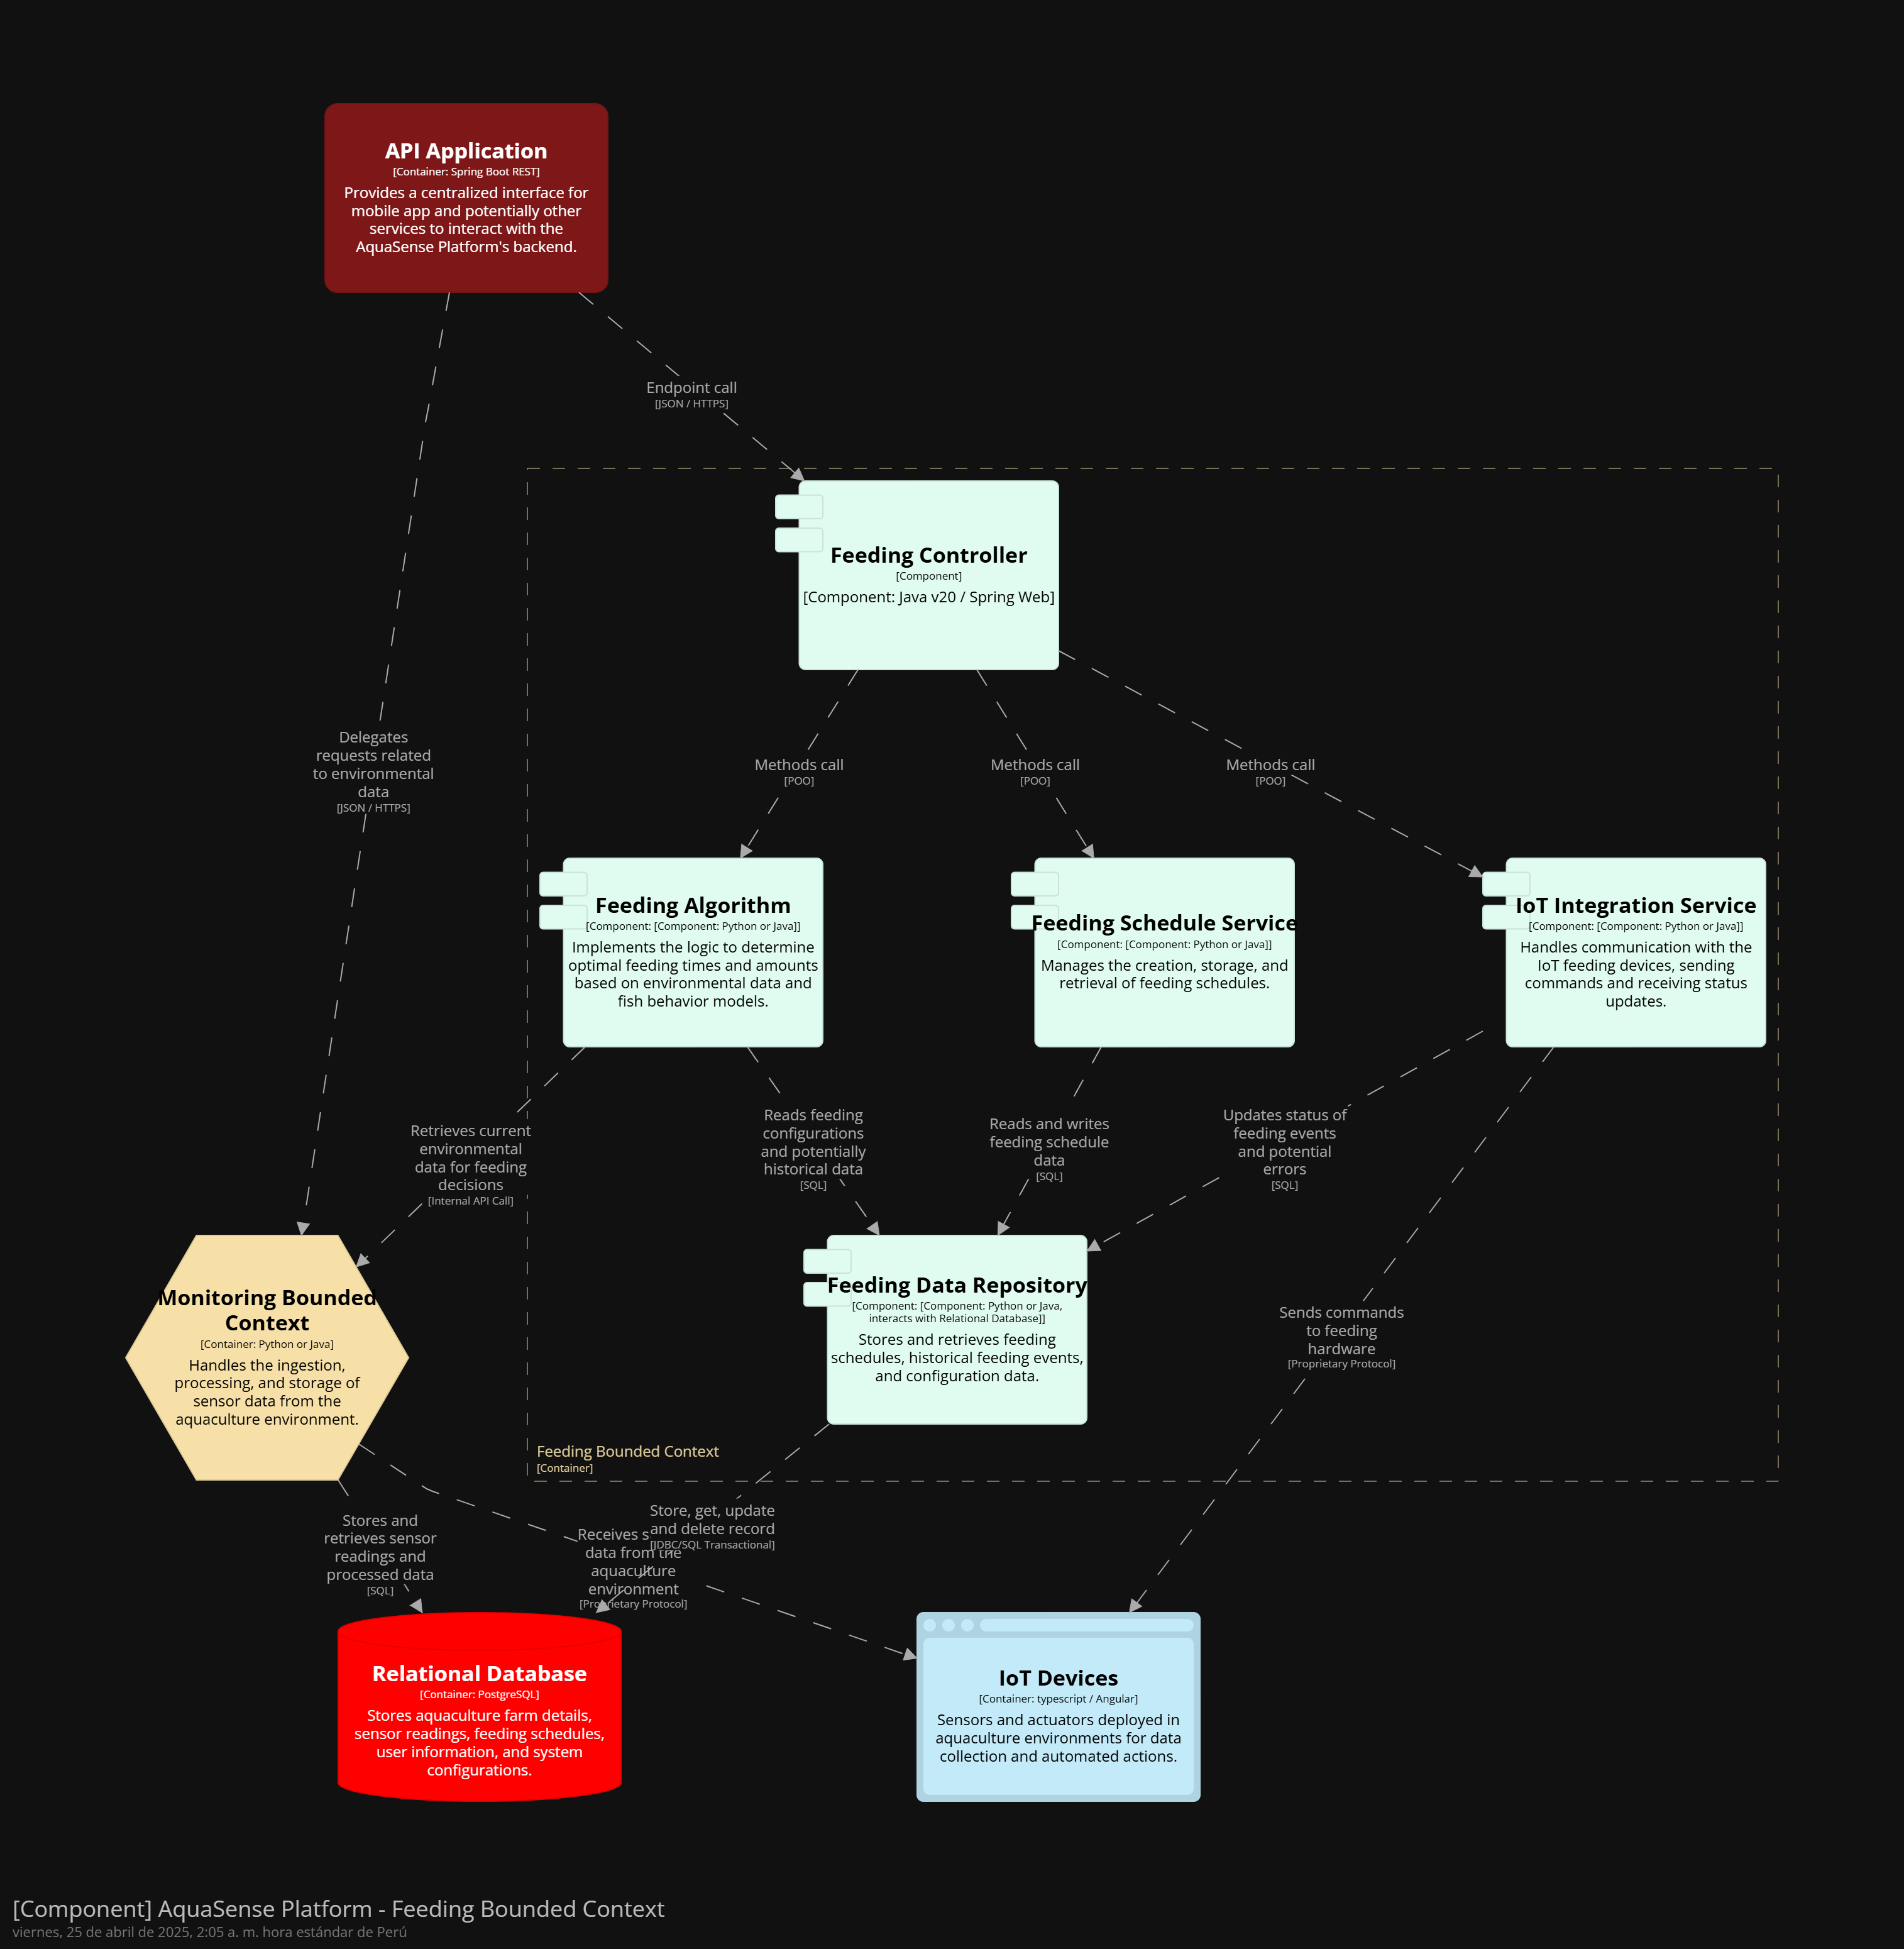 API Application
[Container: Spring Boot REST]
Provides a centralized interface for
mobile app and potentially other
services to interact with the
AquaSense Platform's backend.
Endpoint call
[JSON / HTTPS]
Feeding Controller
[Component]
[Component: Java v20 / Spring Web]
Delegates
requests related
to environmental
data
[JSON / HTTPS]
Methods call
[POO]
Methods call
[POO]
Methods call
[POO]
Feeding Algorithm
[Component: [Component: Python or Java]]
Implements the logic to determine
optimal feeding times and amounts
based on environmental data and
fish behavior models.
Feeding Schedule Service
[Component: [Component: Python or Java]]
Manages the creation, storage, and
retrieval of feeding schedules.
IoT Integration Service
[Component: [Component: Python or Java]]
Handles communication with the
IoT feeding devices, sending
commands and receiving status
updates.
Retrieves current
environmental
data for feeding
decisions
[Internal API Call]
Reads feeding
configurations
and potentially
historical data
[SQL]
Reads and writes
feeding schedule
data
[SQL]
Updates status of
feeding events
and potential
errors
[SQL]
Monitoring Bounded
Context
[Container: Python or Java]
Handles the ingestion,
processing, and storage of
sensor data from the
aquaculture environment.
Feeding Data Repository
[Component: [Component: Python or Java,
interacts with Relational Database]]
Stores and retrieves feeding
schedules, historical feeding events,
and configuration data.
Sends commands
to feeding
hardware
[Proprietary Protocol]
Feeding Bounded Context
[Container]
Stores and
retrieves sensor
readings and
processed data
[SQL]
Store, get, update
and delete record
[JDBC/SQL Transactional]
Receives
data from the
aquaculture
environment
[Proprietary Protocol]
Relational Database
[Container: PostgreSQL]
Stores aquaculture farm details,
sensor readings, feeding schedules,
user information, and system
configurations.
IoT Devices
[Container: typescript / Angular]
Sensors and actuators deployed in
aquaculture environments for data
collection and automated actions.
[Component] AquaSense Platform - Feeding Bounded Context
viernes, 25 de abril de 2025, 2:05 a. m. hora estándar de Perú